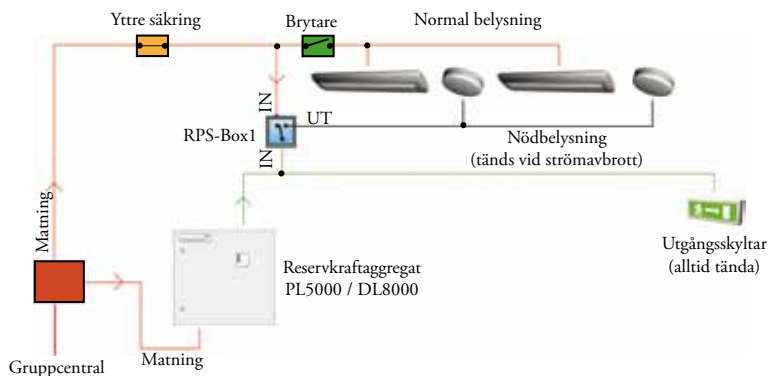 Yttre säkring
Brytare
Normal belysning
IN
UT
RPS-Box1
IN
Nödbelysning
(tänds vid strömavbrott)
Matning
Utgångsskyltar
(alltid tända)
Reservkraftaggregat
PL5000 / DL8000
Matning
Gruppcentral